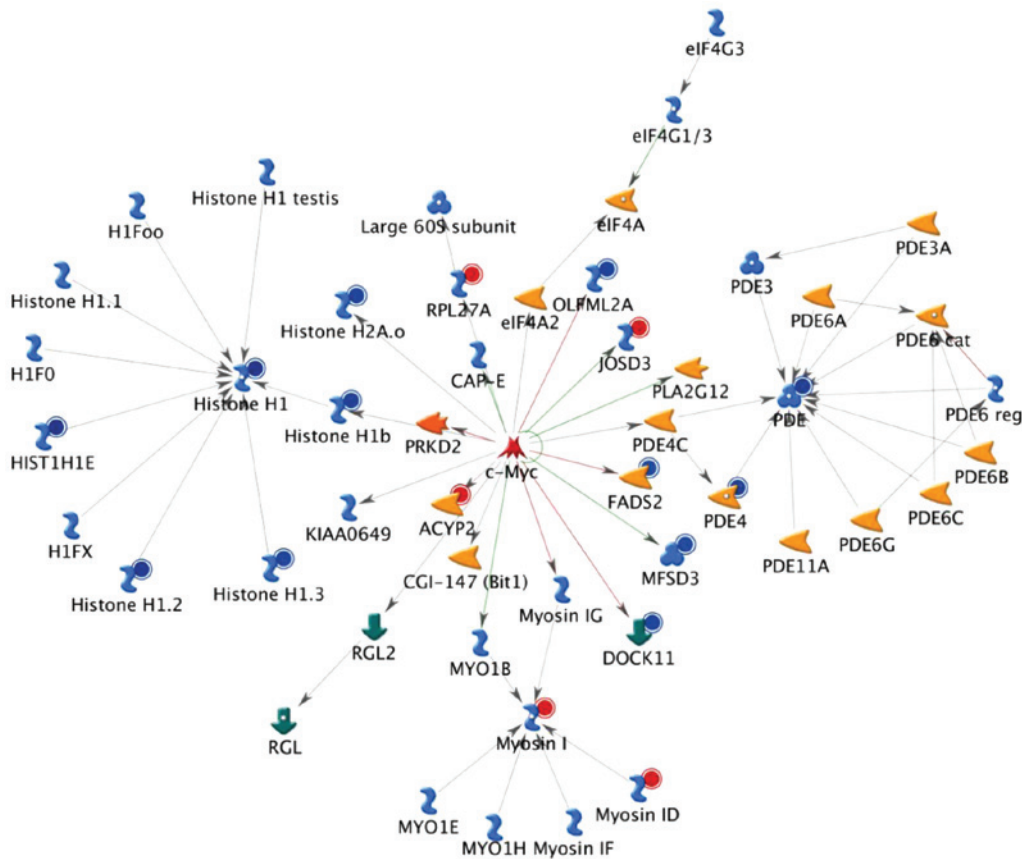 eIF4G3
eIF4G1/3
Histone H1 testis
H1Foo
Large 60S subunit
eIF4A
PDE3A
Histone H1.1
Histone H2A.o
RPL27A
eIF4A2
OLFML2A
PDE3
PDE6A
PDE6 cat
H1F0
Histone H1
CAP-E
JOSD3
PLA2G12
PDE
PDE6 reg
Histone H1b
PRKD2
PDE4C
HIST1H1E
c-Myc
FADS2
PDE4
PDE6B
KIAA0649
ACYP2
PDE6C
H1FX
PDE6G
PDE11A
Histone H1.2
Histone H1.3
CGI-147 (Bit1)
MFSD3
Myosin IG
RGL2
MYO1B
DOCK11
RGL
Myosin I
MYO1E
MYO1H
Myosin IF
Myosin ID